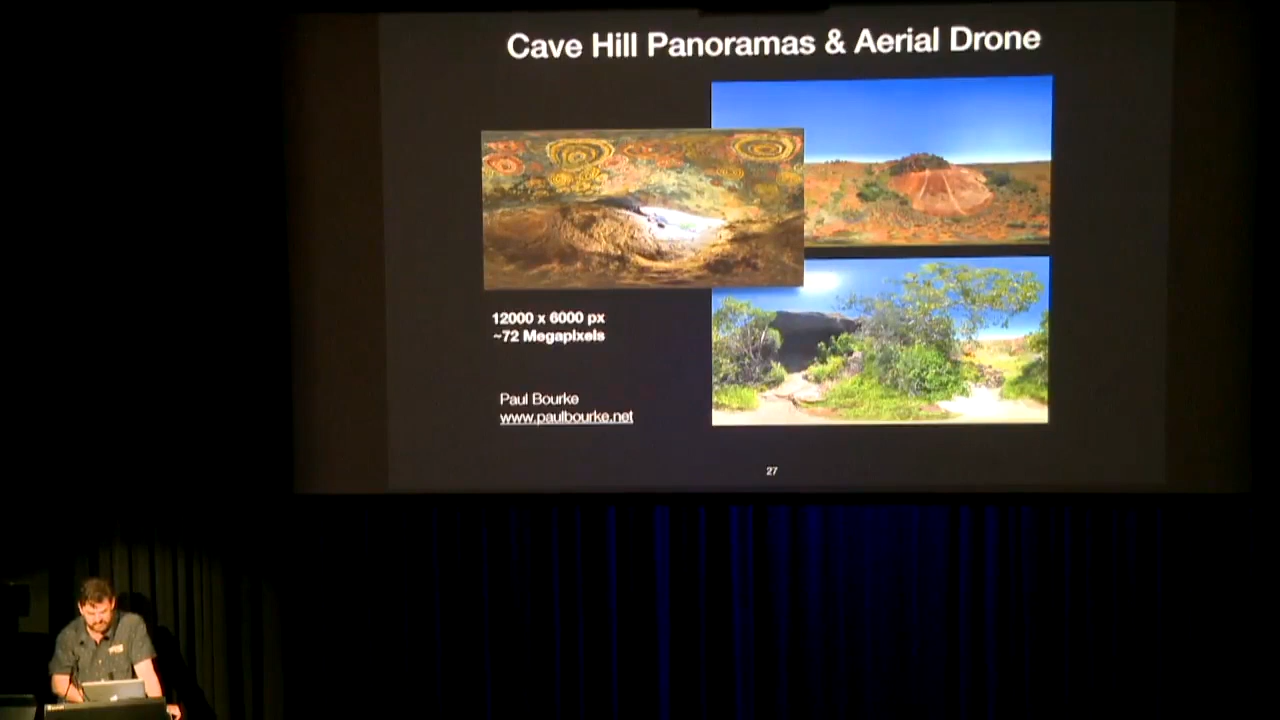 Cave Hill Panoramas & Aerial Drone
12000 x 6000 px
~72 Megapixels
Paul Bourke
www.paulbourke.net
27